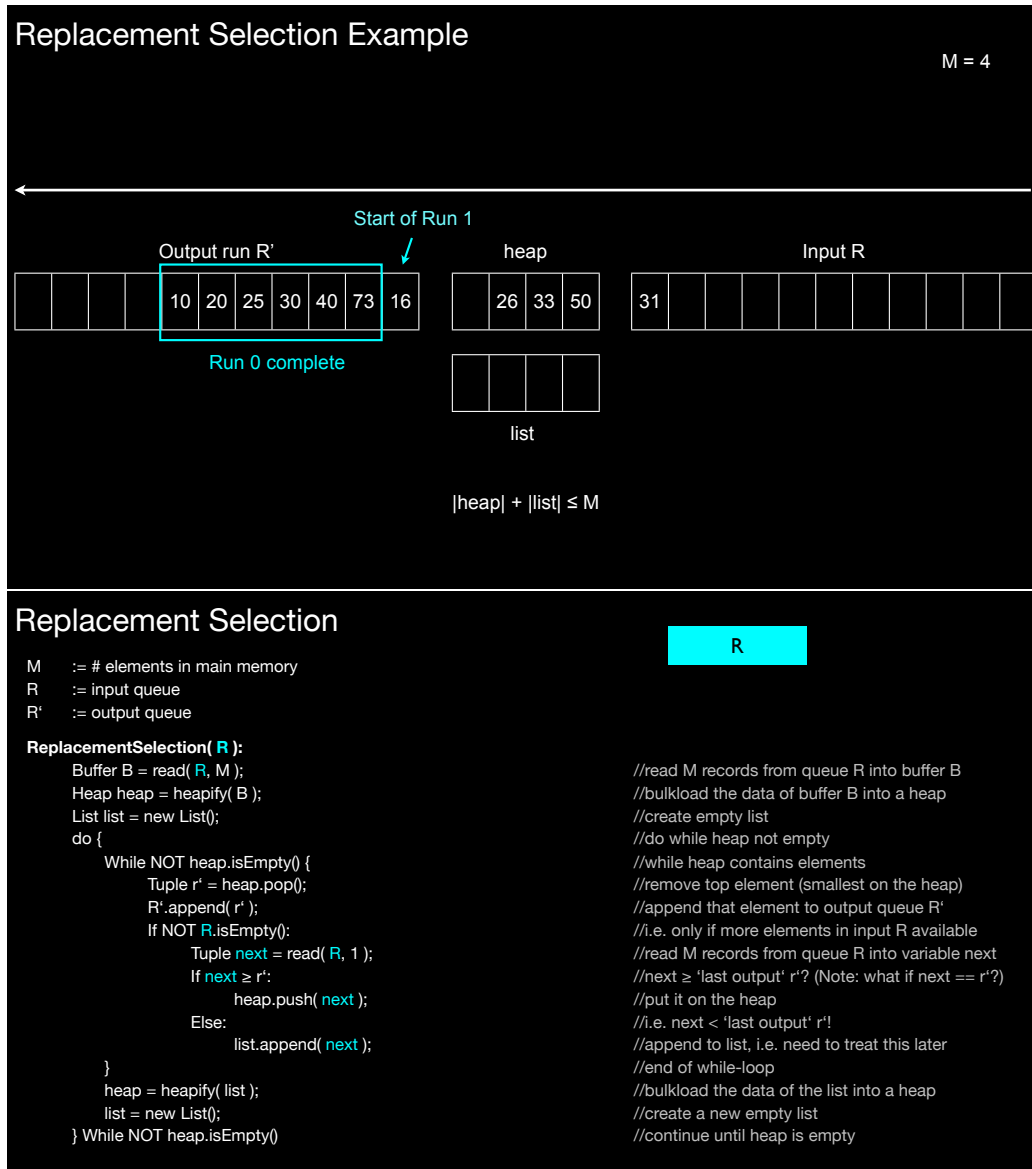 Replacement Selection Example
M = 4
Start of Run 1
Output run R’
heap
Input R
10 20 25 30 40 73 16
26 33 50
31
Run 0 complete
list
|heap| + |list| ≤ M
Replacement Selection
R
M := # elements in main memory
R := input queue
R‘ := output queue
ReplacementSelection( R ):
Buffer B = read( R, M ); //read M records from queue R into buffer B
Heap heap = heapify( B ); //bulkload the data of buffer B into a heap
List list = new List(); //create empty list
do { //do while heap not empty
While NOT heap.isEmpty() { //while heap contains elements
Tuple r‘ = heap.pop(); //remove top element (smallest on the heap)
R‘.append( r‘ ); //append that element to output queue R‘
If NOT R.isEmpty: //i.e. only if more elements in input R available
Tuple next = read( R, 1 ); //read M records from queue R into variable next
If next ≥ r‘: //next ≥ ‘last output‘ r‘? (Note: what if next == r‘?)
heap.push( next ); //put it on the heap
Else: //i.e. next < ‘last output‘ r‘!
list.append( next ); //append to list, i.e. need to treat this later
} //end of while-loop
heap = heapify( list ); //bulkload the data of the list into a heap
list = new List(); //create a new empty list
} While NOT heap.isEmpty() //continue until heap is empty